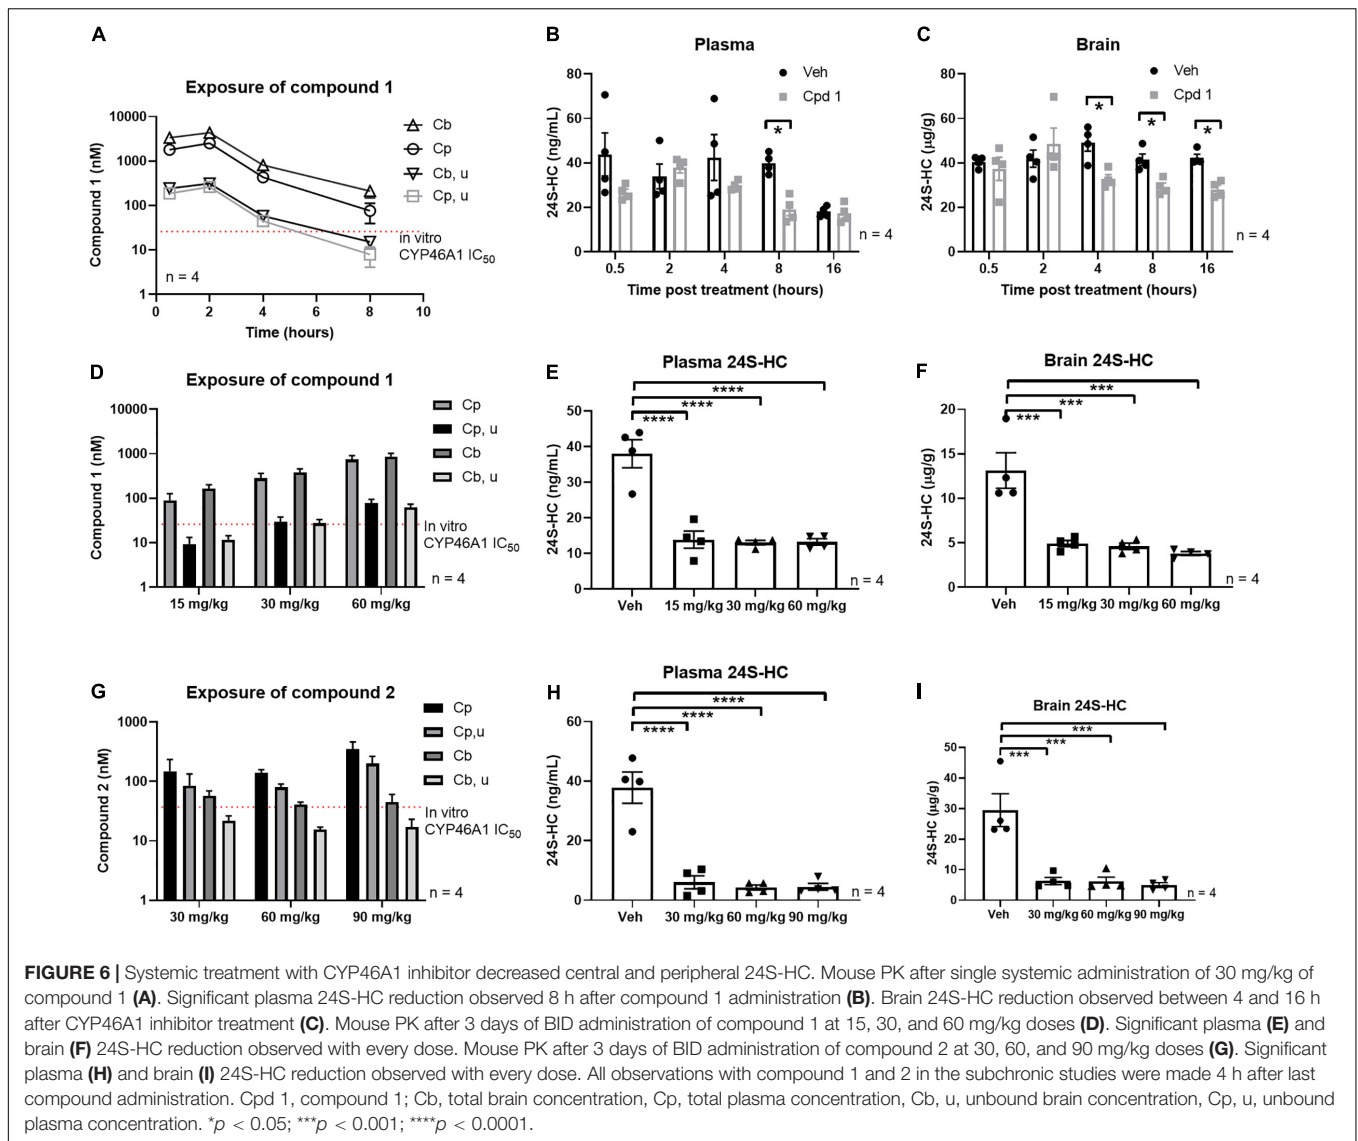 A
Exposure of compound 1
Compound 1 (nM)
10000
1000
100
10
1
Cb
Cp
Cb, u
Cp, u
in vitro
CYP46A1 IC50
n = 4
0 2 4 6 8 10
Time (hours)
B
Plasma
24S-HC (ng/mL)
80
60
40
20
0
Veh
Cpd 1
*
n = 4
0.5 2 4 8 16
Time post treatment (hours)
C
Brain
24S-HC (µg/g)
80
60
40
20
0
Veh
Cpd 1
* * *
n = 4
0.5 2 4 8 16
Time post treatment (hours)
D
Exposure of compound 1
Compound 1 (nM)
10000
1000
100
10
1
Cp
Cp, u
Cb
Cb, u
In vitro
CYP46A1 IC50
n = 4
15 mg/kg 30 mg/kg 60 mg/kg
E
Plasma 24S-HC
24S-HC (ng/mL)
50
40
30
20
10
0
****
****
****
n = 4
Veh 15 mg/kg 30 mg/kg 60 mg/kg
F
Brain 24S-HC
24S-HC (µg/g)
20
15
10
5
0
***
***
***
n = 4
Veh 15 mg/kg 30 mg/kg 60 mg/kg
G
Exposure of compound 2
Compound 2 (nM)
1000
100
10
1
Cp
Cp,u
Cb
Cb, u
In vitro
CYP46A1 IC50
n = 4
30 mg/kg 60 mg/kg 90 mg/kg
H
Plasma 24S-HC
24S-HC (ng/mL)
60
40
20
0
****
****
****
n = 4
Veh 30 mg/kg 60 mg/kg 90 mg/kg
I
Brain 24S-HC
24S-HC (µg/g)
50
40
30
20
10
0
***
***
***
n = 4
Veh 30 mg/kg 60 mg/kg 90 mg/kg
FIGURE 6 | Systemic treatment with CYP46A1 inhibitor decreased central and peripheral 24S-HC. Mouse PK after single systemic administration of 30 mg/kg of
compound 1 (A). Significant plasma 24S-HC reduction observed 8 h after compound 1 administration (B). Brain 24S-HC reduction observed between 4 and 16 h
after CYP46A1 inhibitor treatment (C). Mouse PK after 3 days of BID administration of compound 1 at 15, 30, and 60 mg/kg doses (D). Significant plasma (E) and
brain (F) 24S-HC reduction observed with every dose. Mouse PK after 3 days of BID administration of compound 2 at 30, 60, and 90 mg/kg doses (G). Significant
plasma (H) and brain (I) 24S-HC reduction observed with every dose. All observations with compound 1 and 2 in the subchronic studies were made 4 h after last
compound administration. Cpd 1, compound 1; Cb, total brain concentration, Cp, total plasma concentration, Cb, u, unbound brain concentration, Cp, u, unbound
plasma concentration. *p < 0.05; ***p < 0.001; ****p < 0.0001.